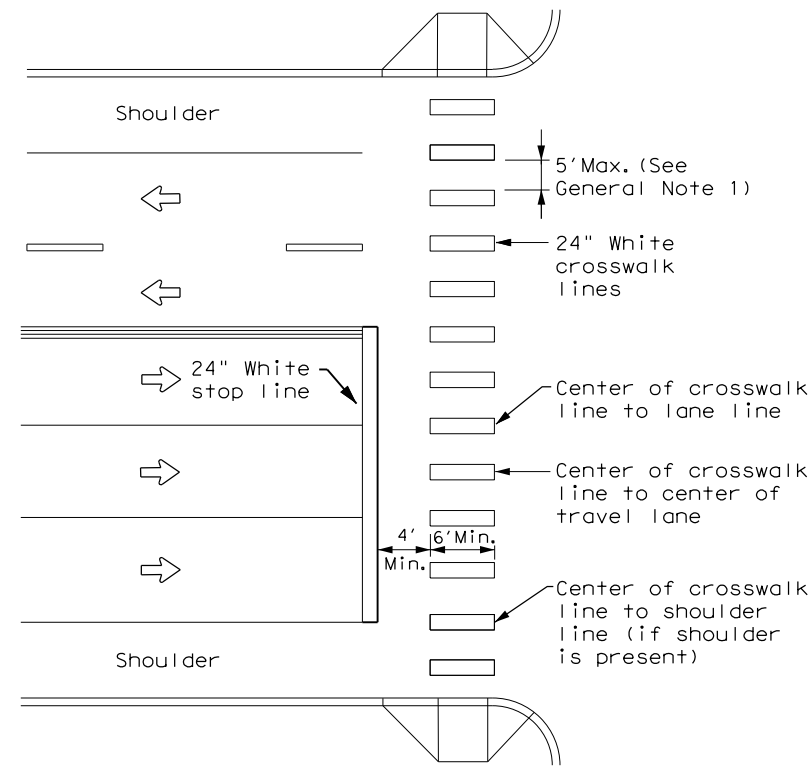 Shoulder
5' Max. (See
General Note 1)
24" White
crosswalk
lines
24" White
stop line
Center of crosswalk
line to lane line
Center of crosswalk
line to center of
travel lane
4'
Min.
6' Min.
Center of crosswalk
line to shoulder
line (if shoulder
is present)
Shoulder